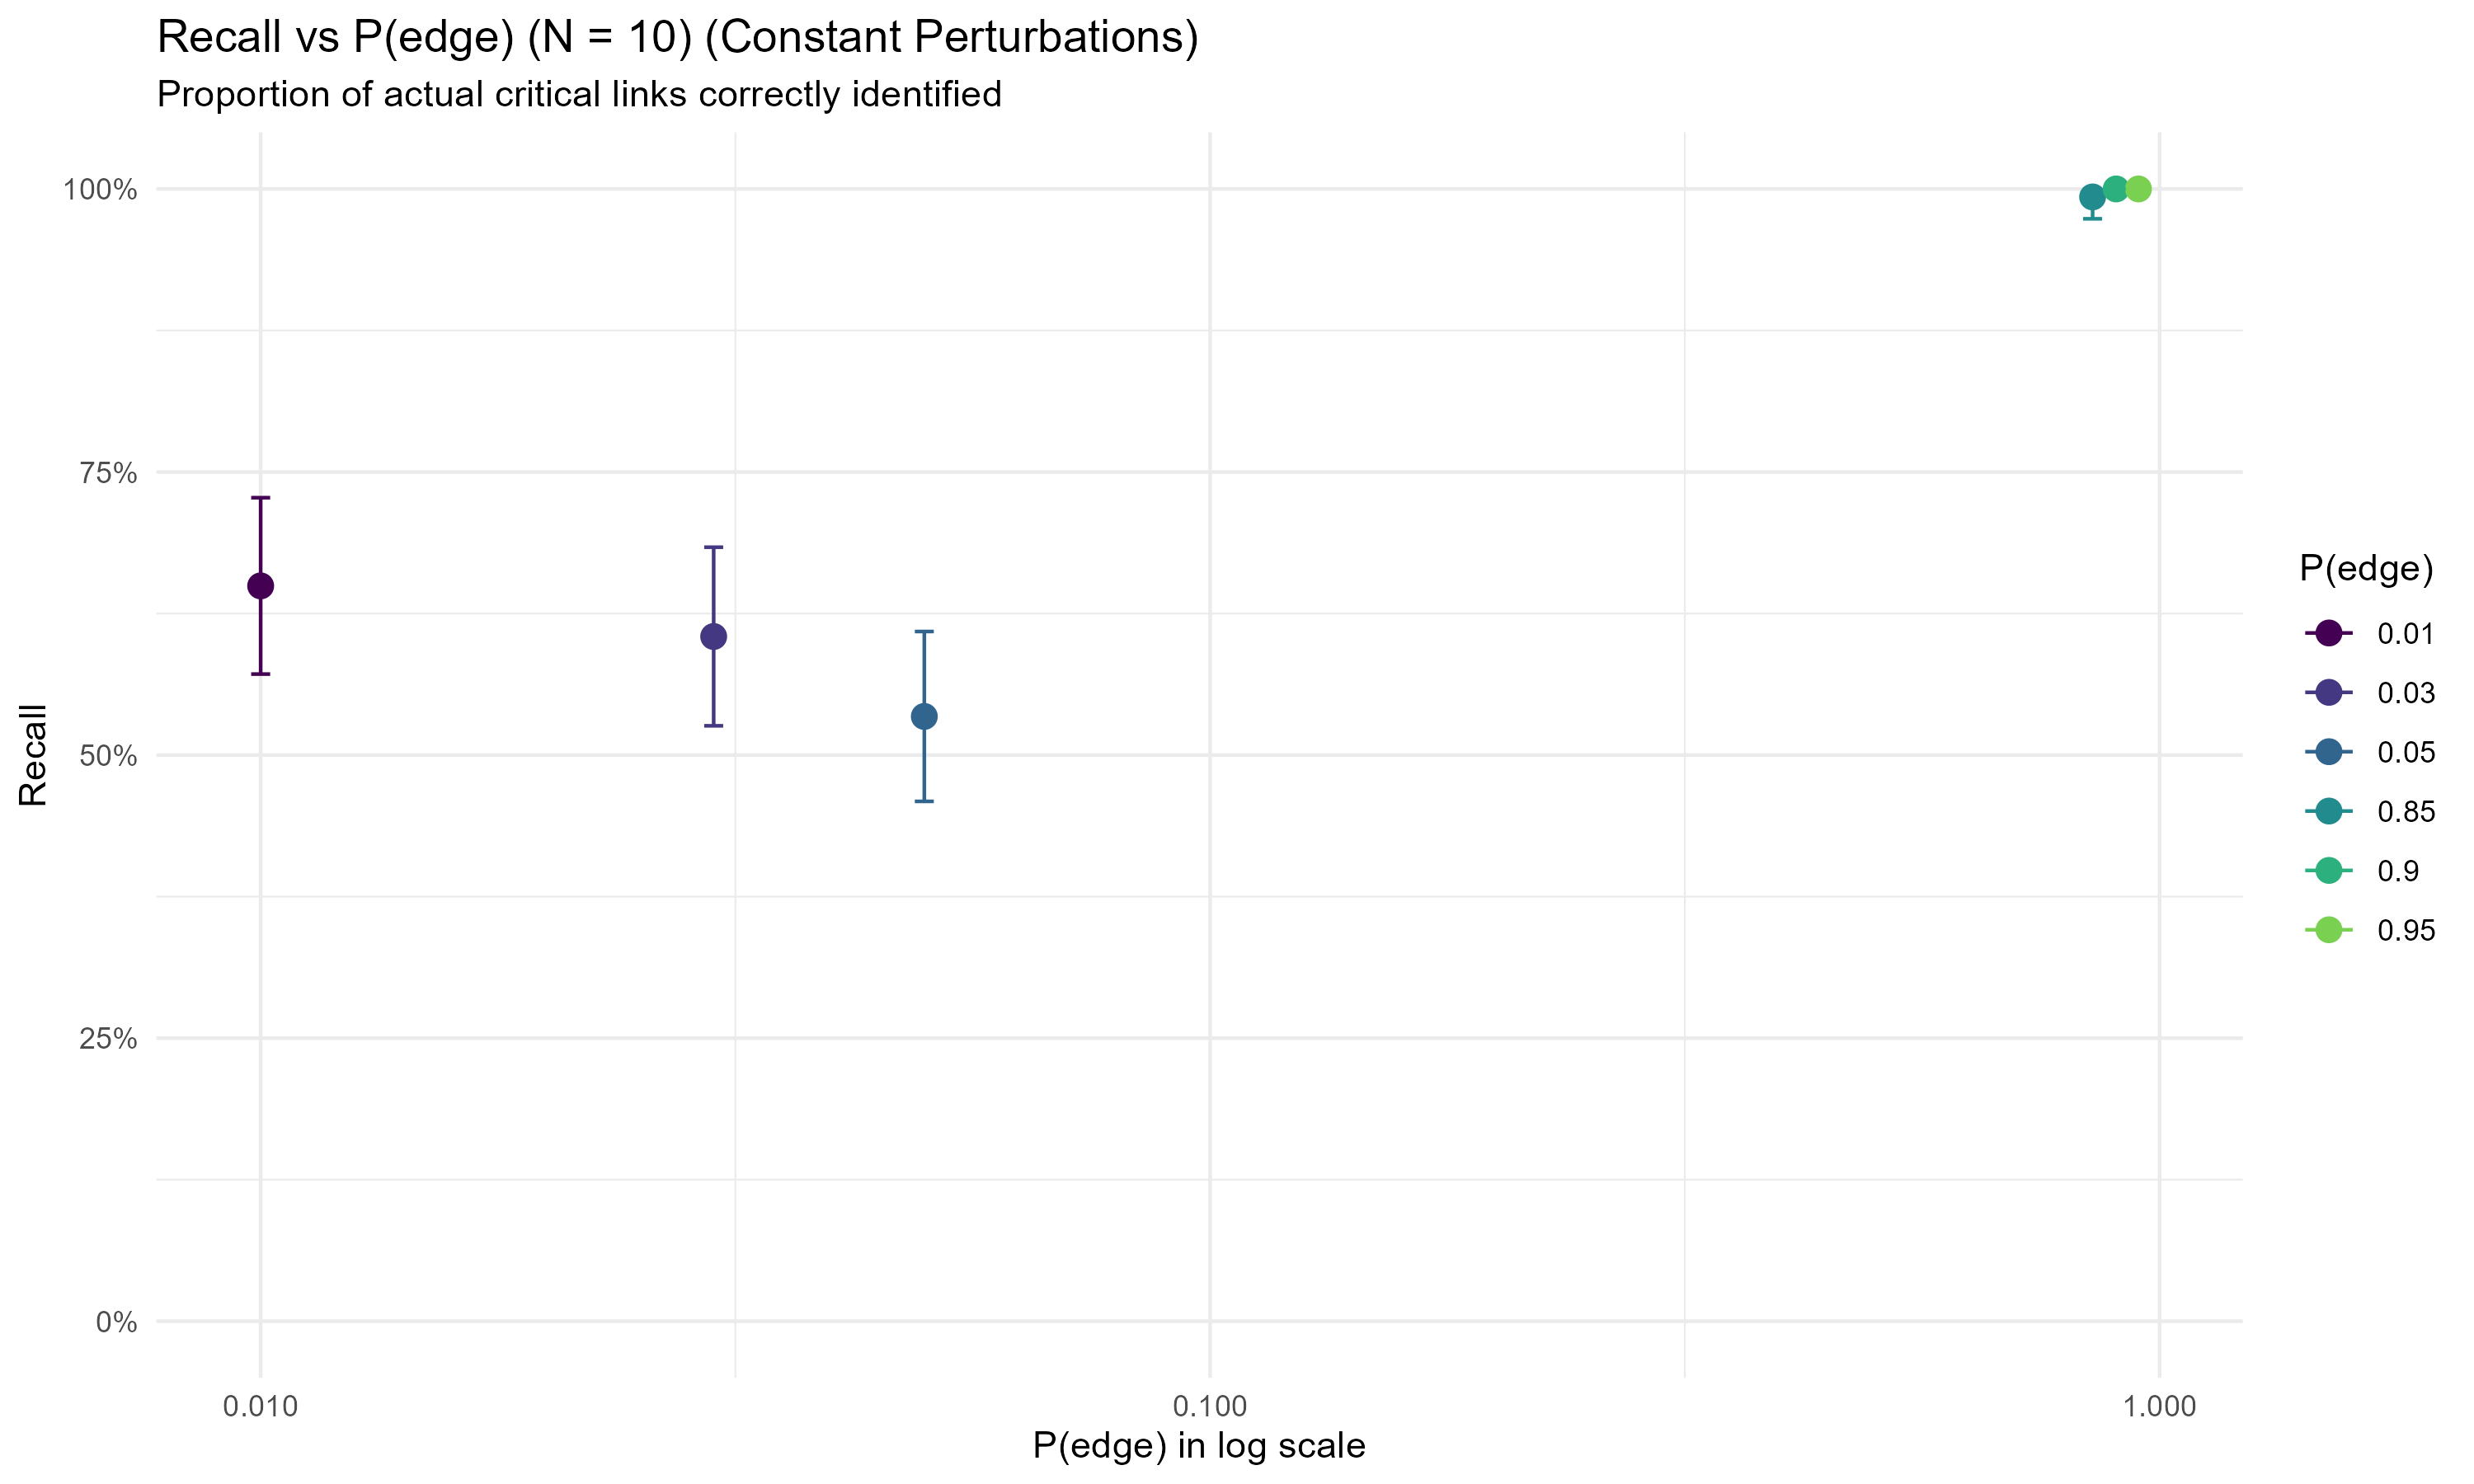 Recall vs P(edge) (N = 10) (Constant Perturbations)
Proportion of actual critical links correctly identified
100%
75%
50%
25%
0%
Recall
0.010
0.100
1.000
P(edge) in log scale
P(edge)
0.01
0.03
0.05
0.85
0.9
0.95